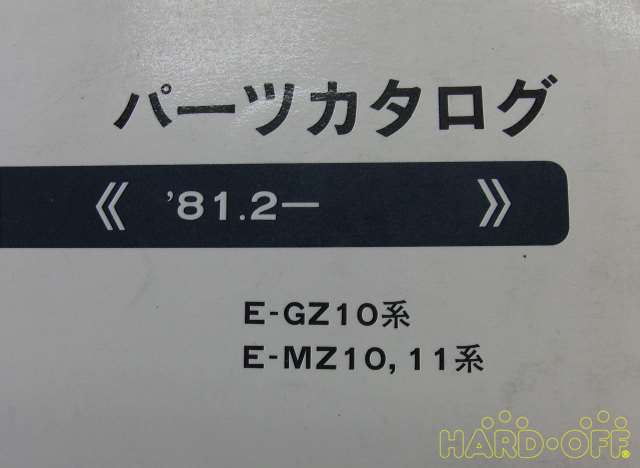 パーツカタログ
《 '81.2— 》
E-GZ10系
E-MZ10,11系
HARD・OFF®